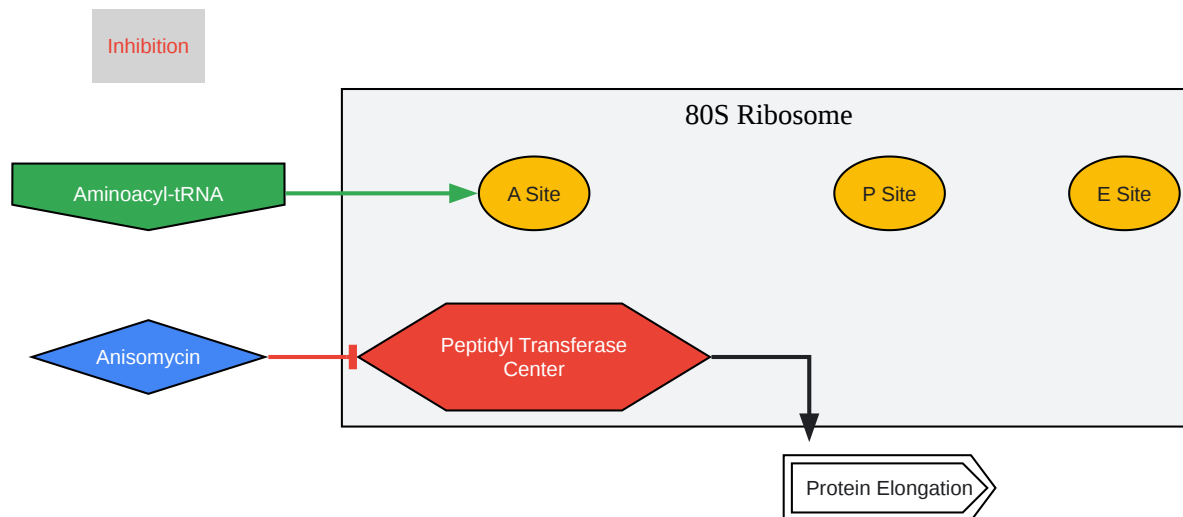 Inhibition
80S Ribosome
Aminoacyl-tRNA
A Site
P Site
E Site
Anisomycin
Peptidyl Transferase
Center
Protein Elongation